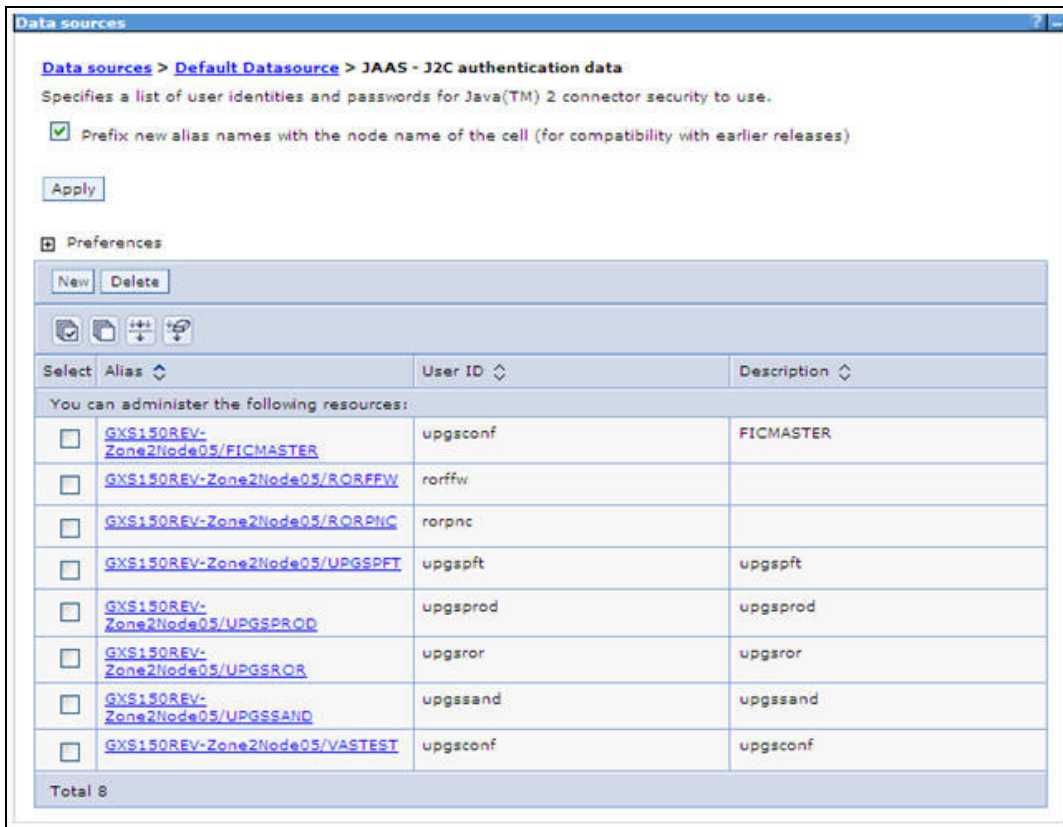 Data sources
?
Data sources > Default Datasource > JAAS - J2C authentication data
Specifies a list of user identities and passwords for Java(TM) 2 connector security to use.
Prefix new alias names with the node name of the cell (for compatibility with earlier releases)
Apply
Preferences
New Delete
Select Alias User ID Description
You can administer the following resources:
GXS150REV- upgsconf FICMASTER
Zone2Node05/FICMASTER
GXS150REV-Zone2Node05/RORFFW rorffw
GXS150REV-Zone2Node05/RORPNC rorpnc
GXS150REV-Zone2Node05/UPGSPFT upgspft upgspft
GXS150REV- upgsprod upgsprod
Zone2Node05/UPGSPROD
GXS150REV- upgsror upgsror
Zone2Node05/UPGSROR
GXS150REV- upgssand upgssand
Zone2Node05/UPGSSAND
GXS150REV-Zone2Node05/VASTEST upgsconf upgsconf
Total 8